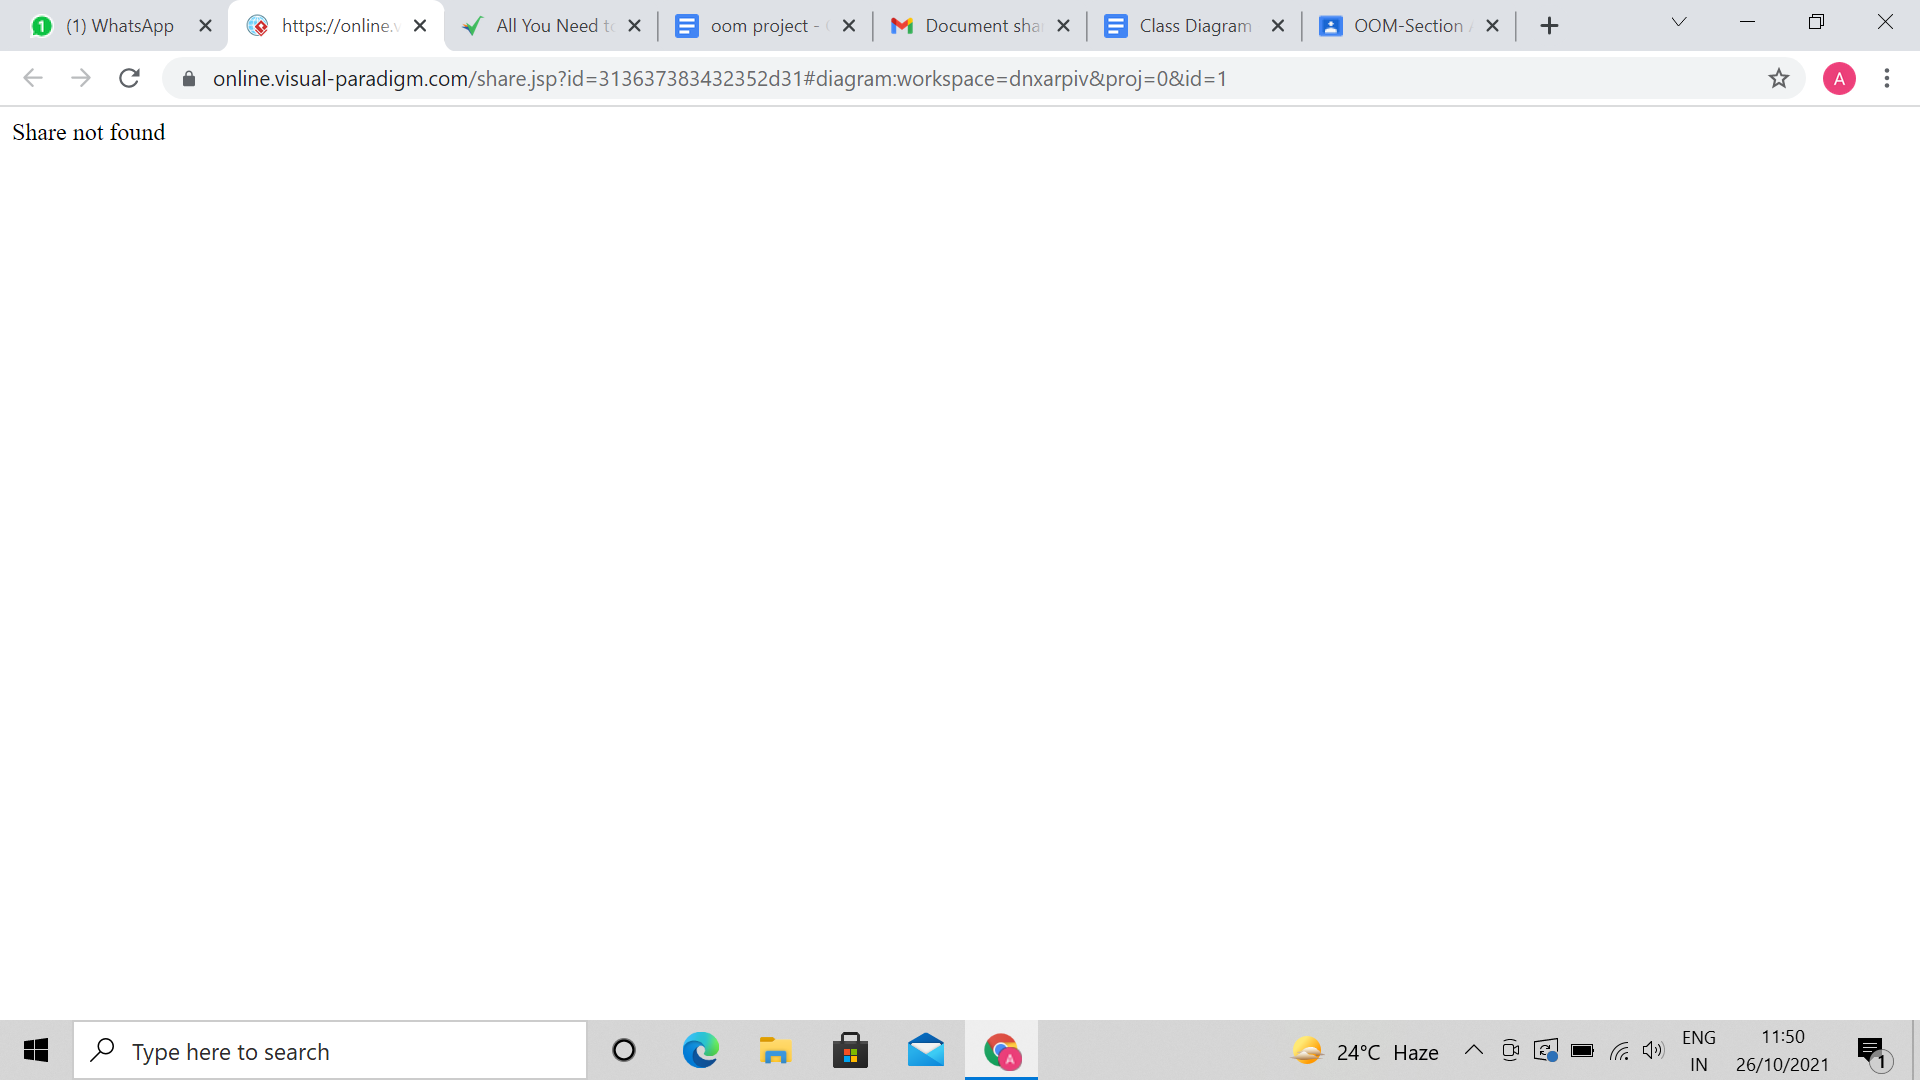 (1) WhatsApp
https://online.v
All You Need to
oom project -
Document shar
Class Diagram
OOM-Section
online.visual-paradigm.com/share.jsp?id=313637383432352d31#diagram:workspace=dnxarpiv&proj=0&id=1
A
Share not found
Type here to search
A
24°C Haze
ENG
IN
11:50
26/10/2021
1